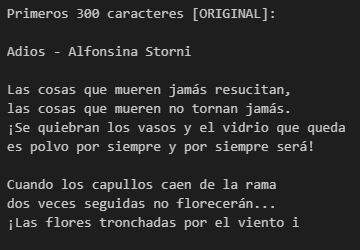 Primeros 300 caracteres [ORIGINAL]:
Adios - Alfonsina Storni
Las cosas que mueren jamás resucitan,
las cosas que mueren no tornan jamás.
¡Se quiebran los vasos y el vidrio que queda
es polvo por siempre y por siempre será!
Cuando los capullos caen de la rama
dos veces seguidas no florecerán...
¡Las flores tronchadas por el viento i